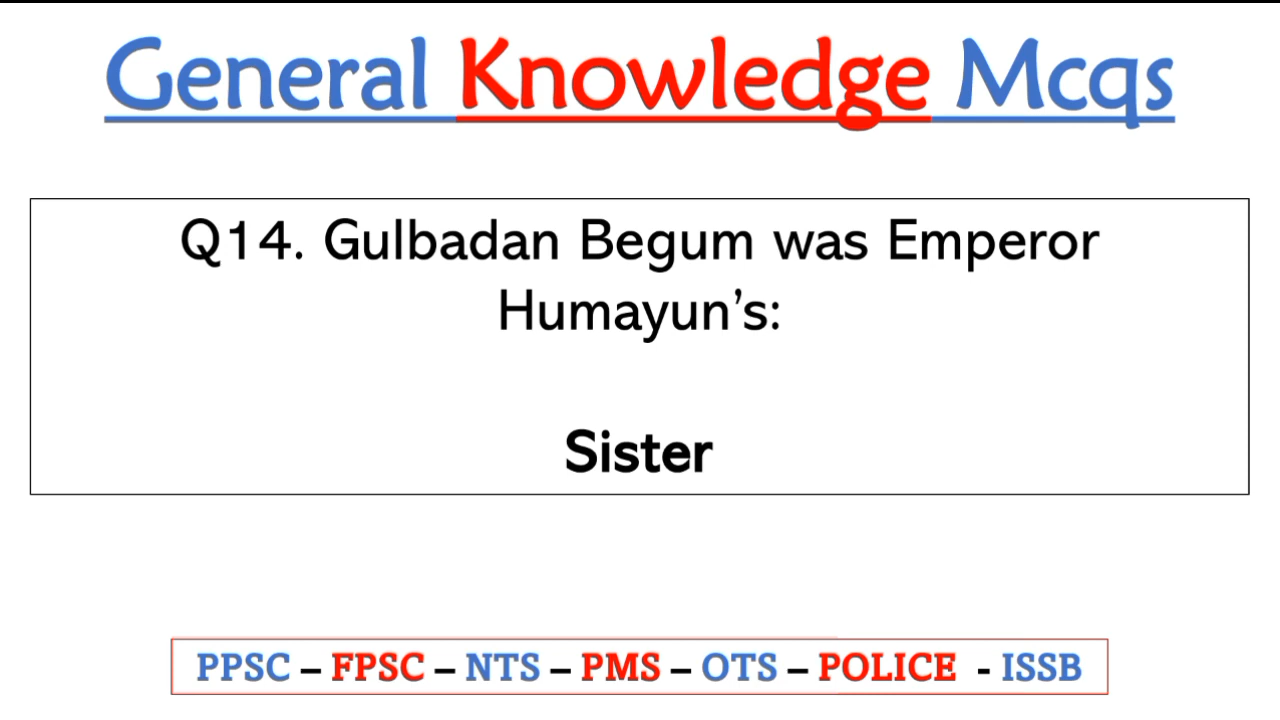 General Knowledge Mcqs
Q14. Gulbadan Begum was Emperor
Humayun’s:
Sister
PPSC – FPSC – NTS – PMS – OTS – POLICE - ISSB